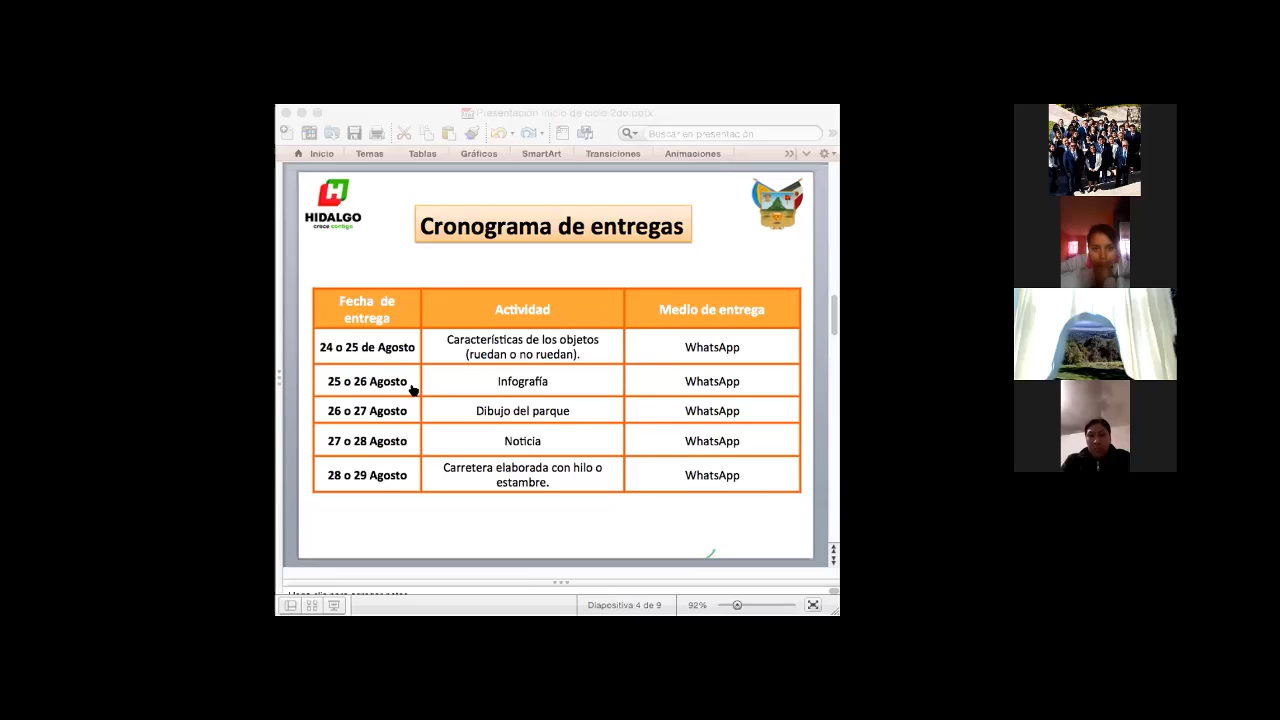 Presentación inicio de ciclo 2do.pptx
Buscar en presentación
Inicio Temas Tablas Gráficos SmartArt Transiciones Animaciones
H
HIDALGO
crece contigo
Cronograma de entregas
Fecha de entrega Actividad Medio de entrega
24 o 25 de Agosto Características de los objetos (ruedan o no ruedan). WhatsApp
25 o 26 Agosto Infografía WhatsApp
26 o 27 Agosto Dibujo del parque WhatsApp
27 o 28 Agosto Noticia WhatsApp
28 o 29 Agosto Carretera elaborada con hilo o estambre. WhatsApp
Diapositiva 4 de 9 92%